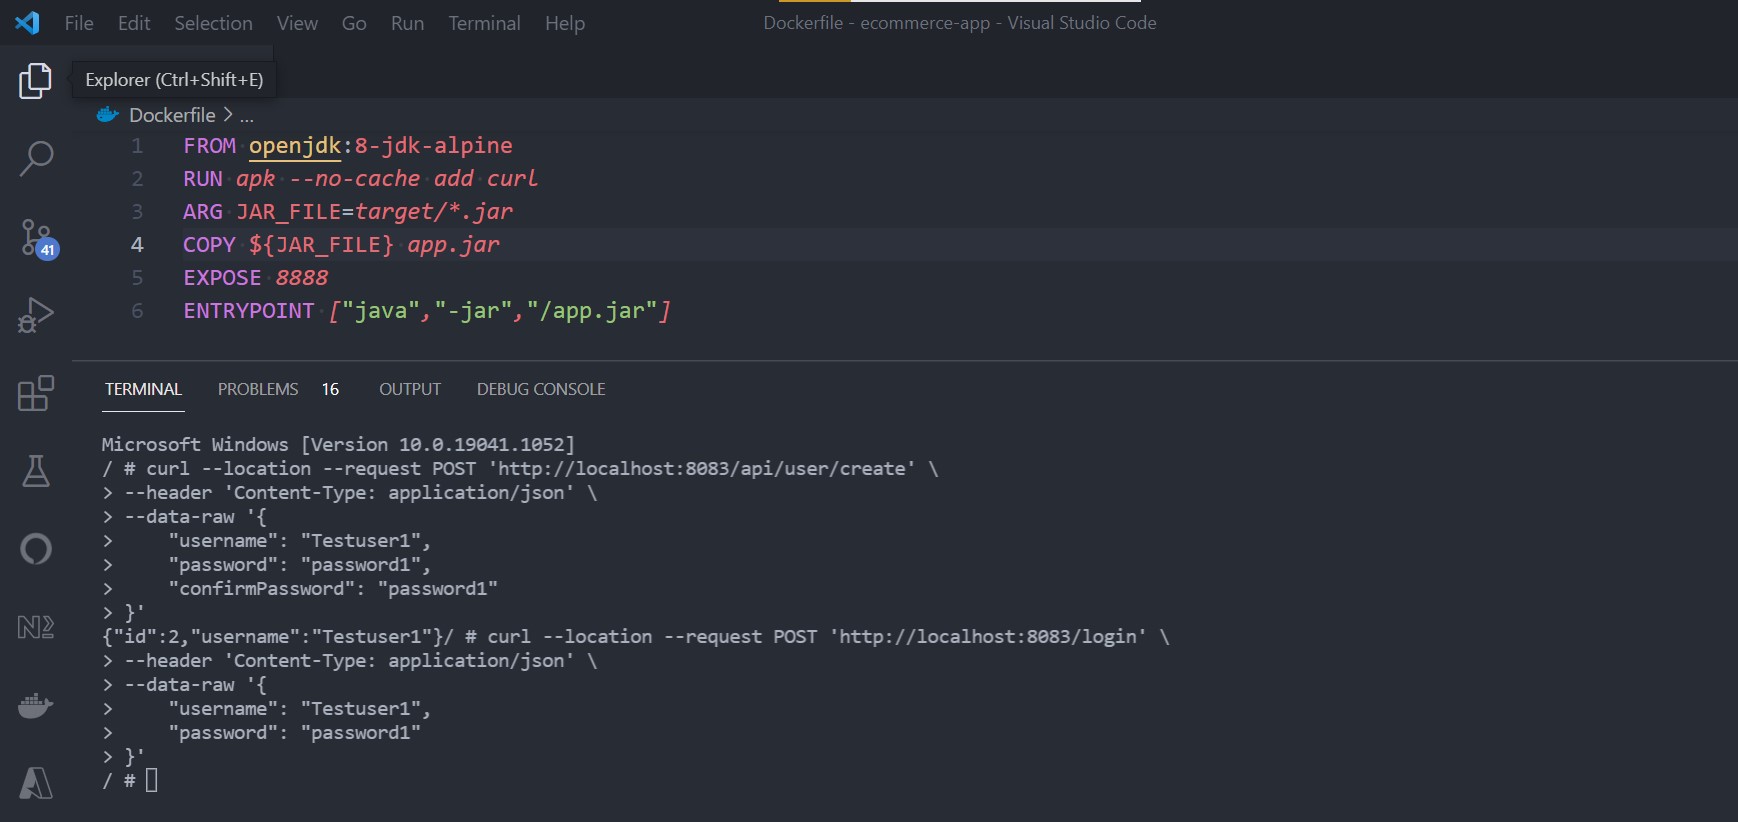 File Edit Selection View Go Run Terminal Help Dockerfile - ecommerce-app - Visual Studio Code
Explorer (Ctrl+Shift+E)
Dockerfile > ...
1 FROM openjdk:8-jdk-alpine
2 RUN apk --no-cache add curl
3 ARG JAR_FILE=target/*.jar
4 COPY ${JAR_FILE} app.jar
5 EXPOSE 8888
6 ENTRYPOINT ["java","-jar","/app.jar"]
41
TERMINAL PROBLEMS 16 OUTPUT DEBUG CONSOLE
Microsoft Windows [Version 10.0.19041.1052]
/ # curl --location --request POST 'http://localhost:8083/api/user/create' \
> --header 'Content-Type: application/json' \
> --data-raw '{
>     "username": "Testuser1",
>     "password": "password1",
>     "confirmPassword": "password1"
> }'
{"id":2,"username":"Testuser1"}/ # curl --location --request POST 'http://localhost:8083/login' \
> --header 'Content-Type: application/json' \
> --data-raw '{
>     "username": "Testuser1",
>     "password": "password1"
> }'
/ #